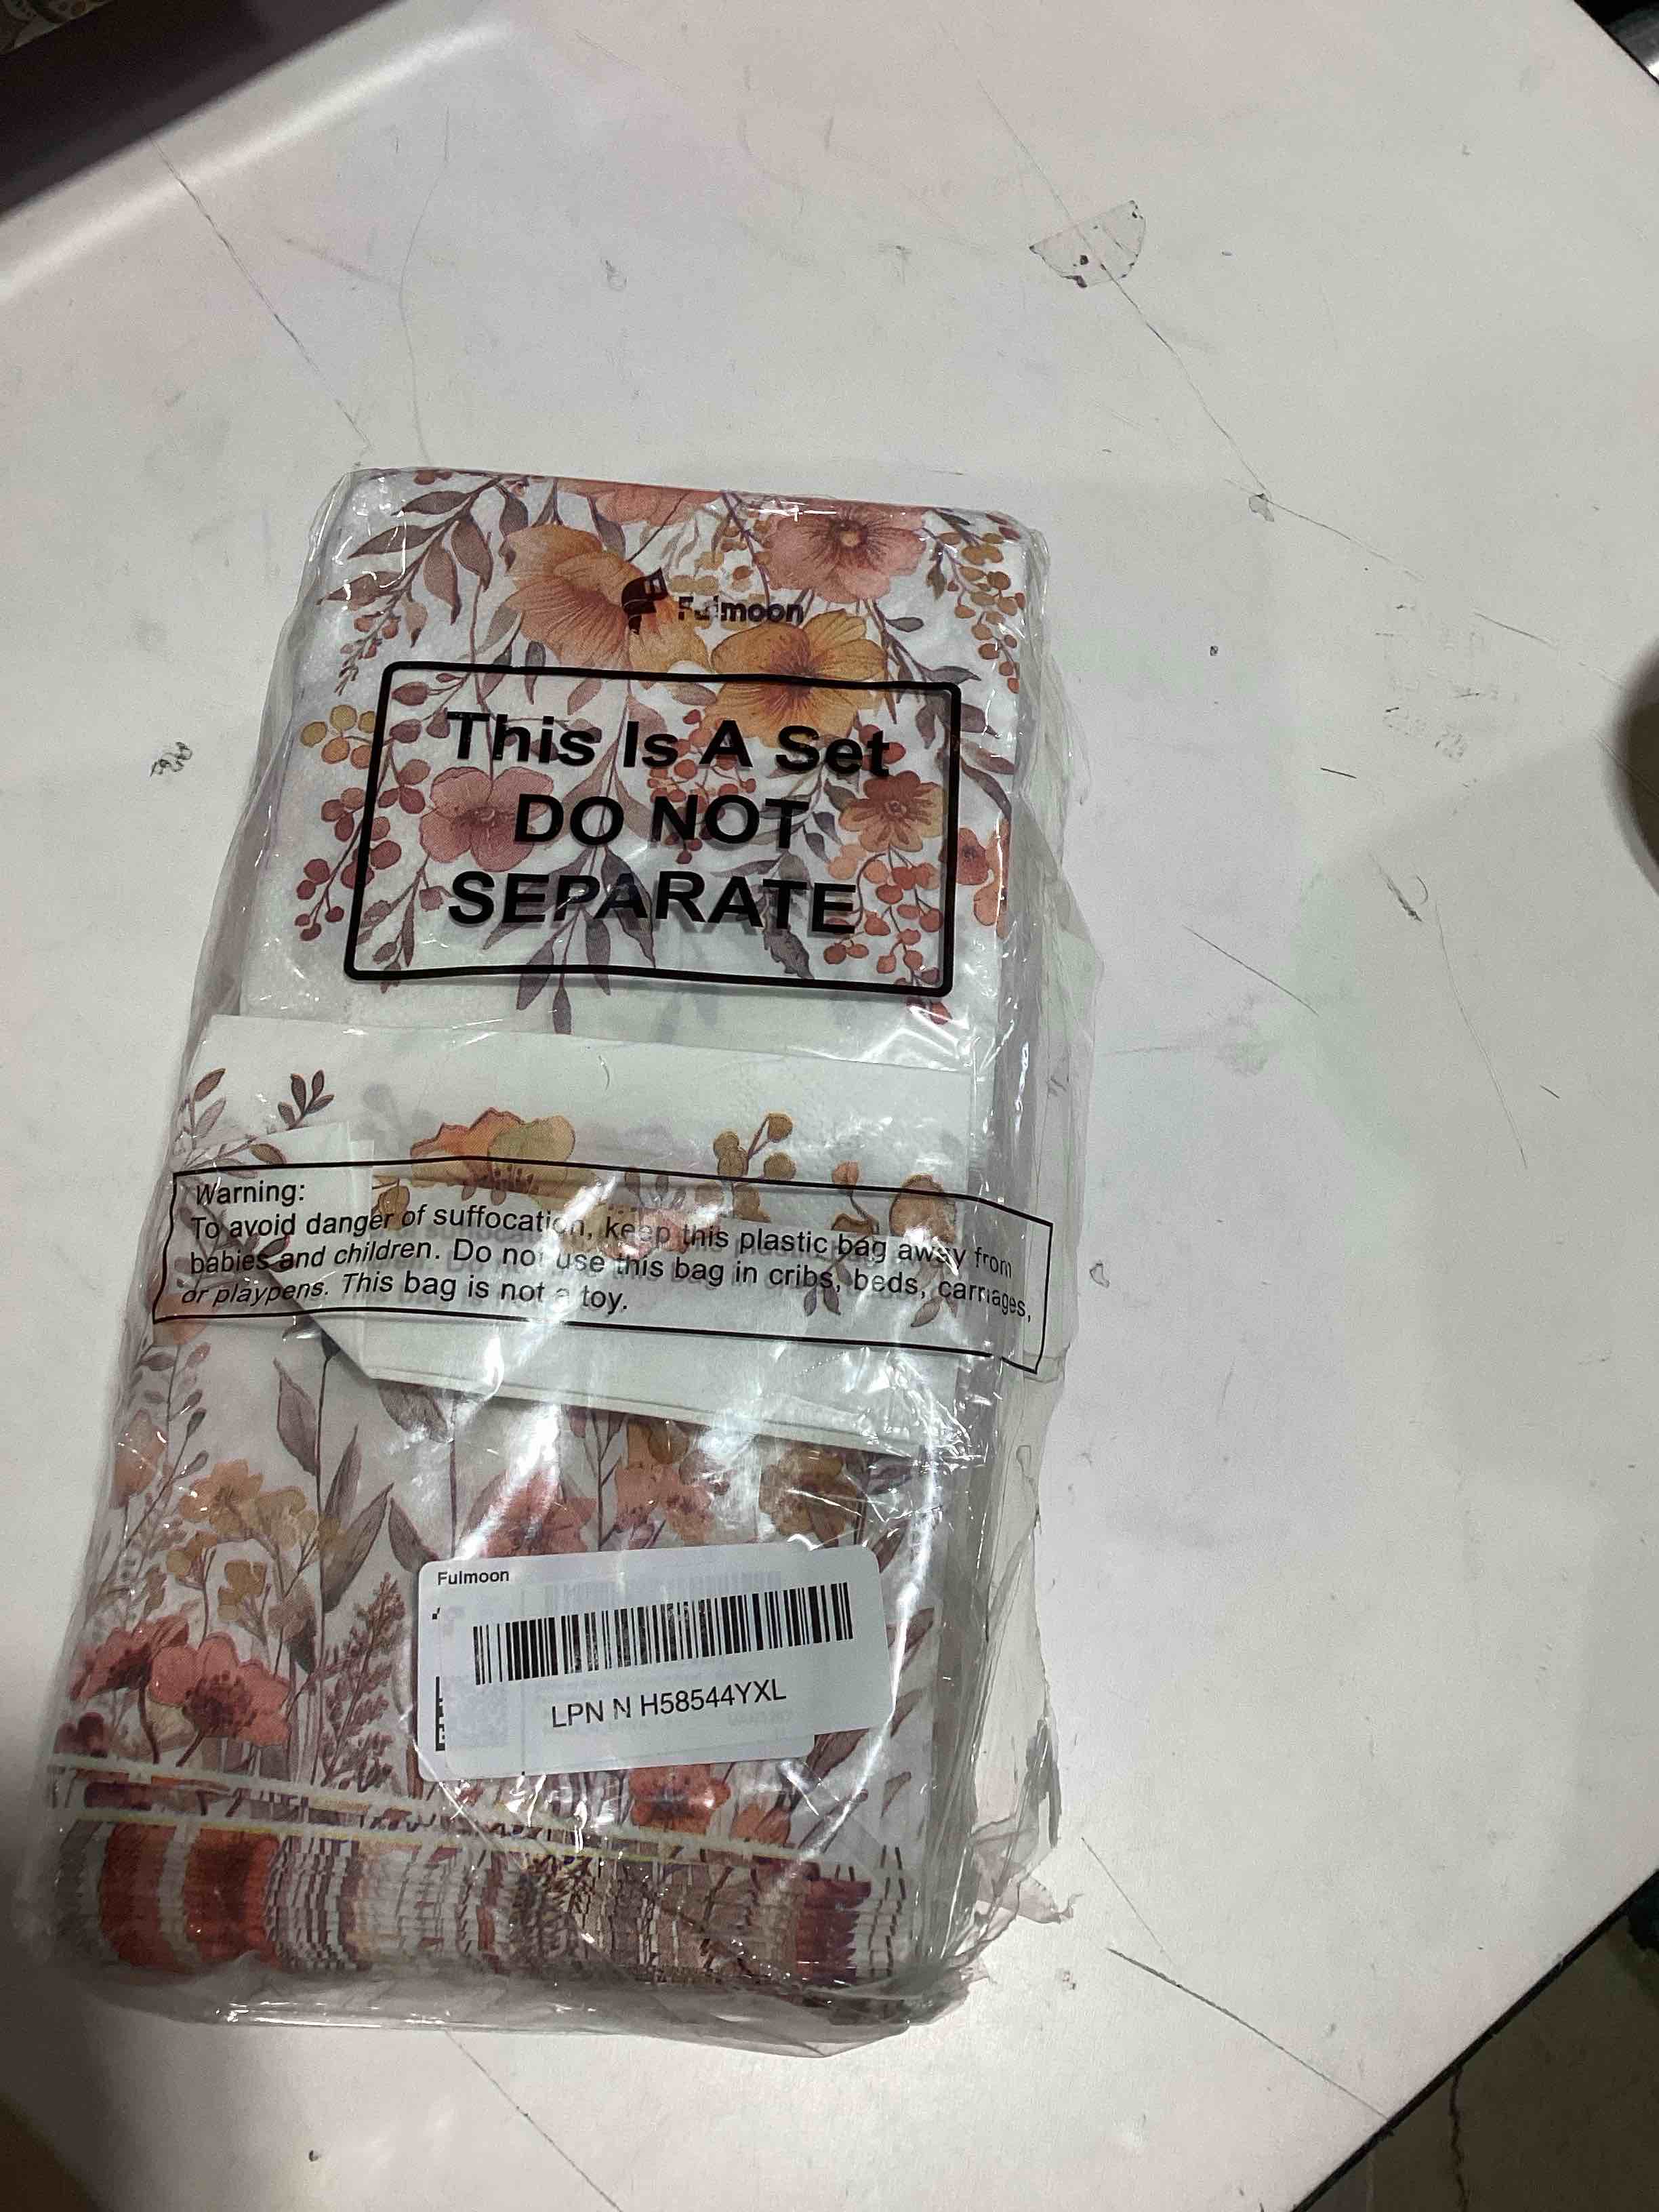 Fulmoon
This Is A Set
DO NOT
SEPARATE
Warning:
To avoid danger of suffocation, keep this plastic bag away from
babies and children. Do not use this bag in cribs, beds, carriages,
or playpens. This bag is not a toy.
Fulmoon
LPN N H58544YXL